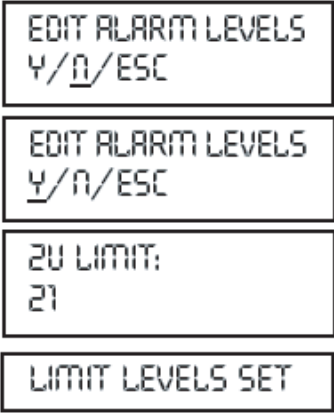 EDIT ALARM LEVELS
Y/N/ESC
EDIT ALARM LEVELS
Y/N/ESC
2U LIMIT:
21
LIMIT LEVELS SET